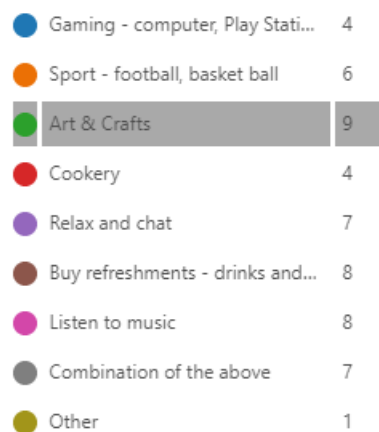 Gaming - computer, Play Stati... 4
Sport - football, basket ball 6
Art & Crafts 9
Cookery 4
Relax and chat 7
Buy refreshments - drinks and... 8
Listen to music 8
Combination of the above 7
Other 1